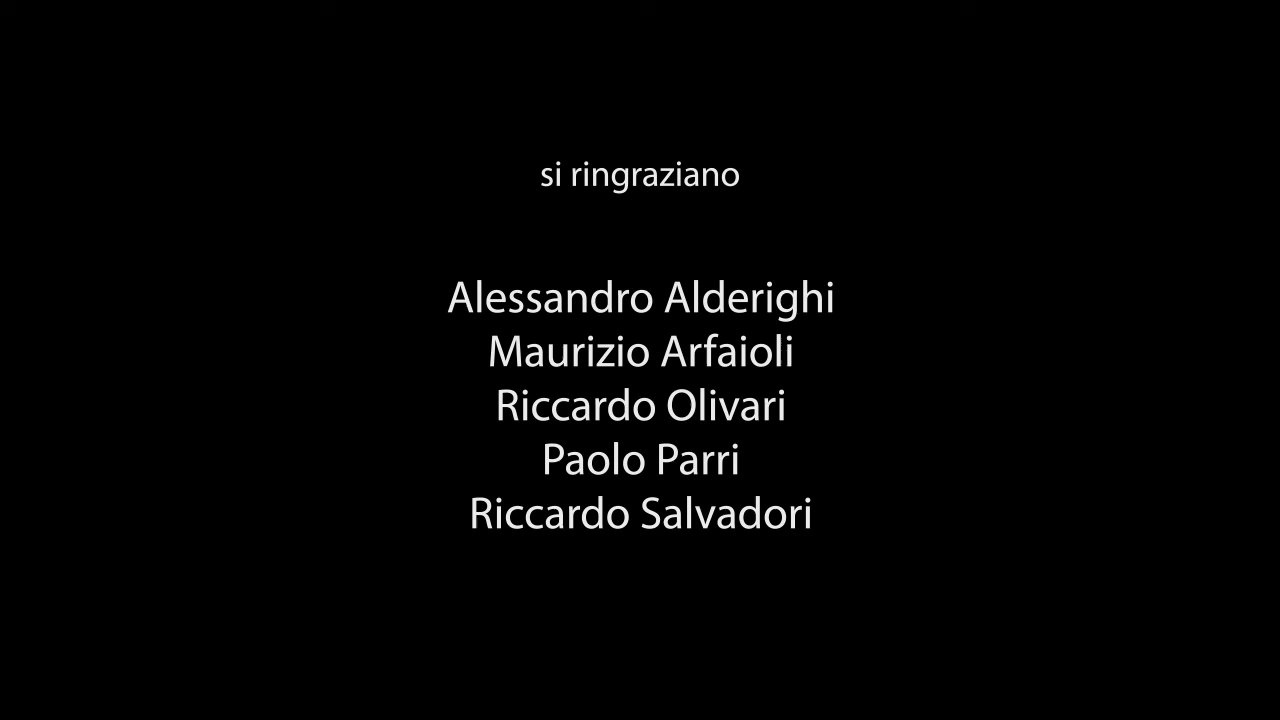 si ringraziano
Alessandro Alderighi
Maurizio Arfaioli
Riccardo Olivari
Paolo Parri
Riccardo Salvadori